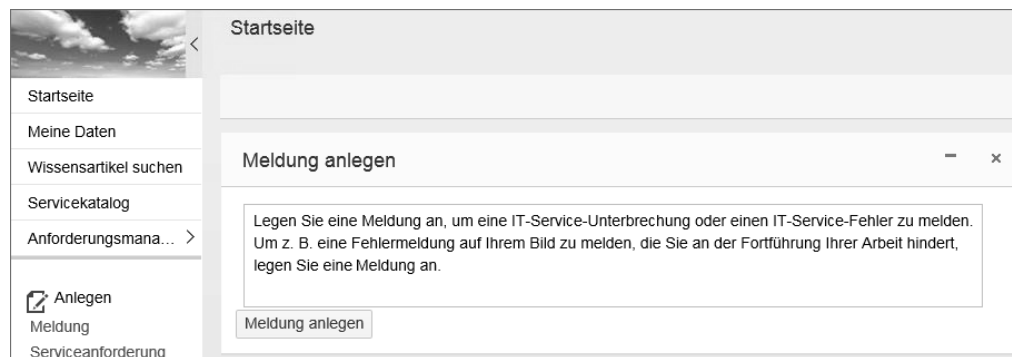 Startseite
Startseite
Meine Daten
Wissensartikel suchen
Servicekatalog
Anforderungsmana...
Anlegen
Meldung
Serviceanforderung
Meldung anlegen
Legen Sie eine Meldung an, um eine IT-Service-Unterbrechung oder einen IT-Service-Fehler zu melden.
Um z. B. eine Fehlermeldung auf Ihrem Bild zu melden, die Sie an der Fortführung Ihrer Arbeit hindert,
legen Sie eine Meldung an.
Meldung anlegen